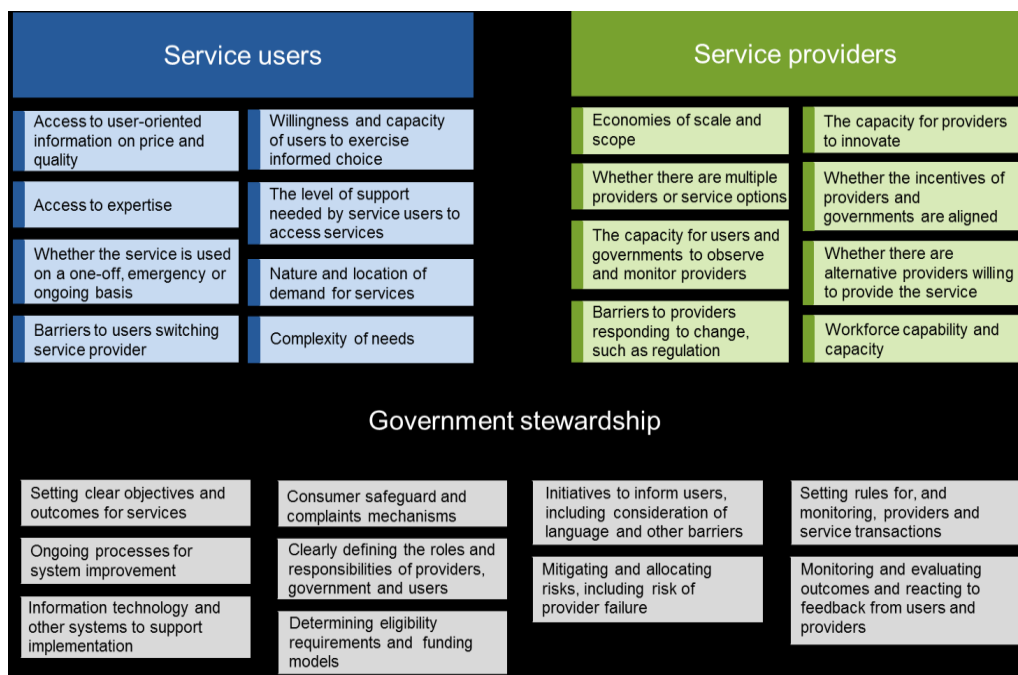 Service users
Access to user-oriented
information on price and
quality
Access to expertise
Whether the service is used
on a one-off, emergency or
ongoing basis
Barriers to users switching
service provider
Willingness and capacity
of users to exercise
informed choice
The level of support
needed by service users to
access services
Nature and location of
demand for services
Complexity of needs
Service providers
Economies of scale and
scope
Whether there are multiple
providers or service options
The capacity for users and
governments to observe
and monitor providers
Barriers to providers
responding to change,
such as regulation
The capacity for providers
to innovate
Whether the incentives of
providers and
governments are aligned
Whether there are
alternative providers willing
to provide the service
Workforce capability and
capacity
Government stewardship
Setting clear objectives and
outcomes for services
Ongoing processes for
system improvement
Information technology and
other systems to support
implementation
Consumer safeguard and
complaints mechanisms
Clearly defining the roles and
responsibilities of providers,
government and users
Determining eligibility
requirements and funding
models
Initiatives to inform users,
including consideration of
language and other barriers
Mitigating and allocating
risks, including risk of
provider failure
Setting rules for, and
monitoring, providers and
service transactions
Monitoring and evaluating
outcomes and reacting to
feedback from users and
providers